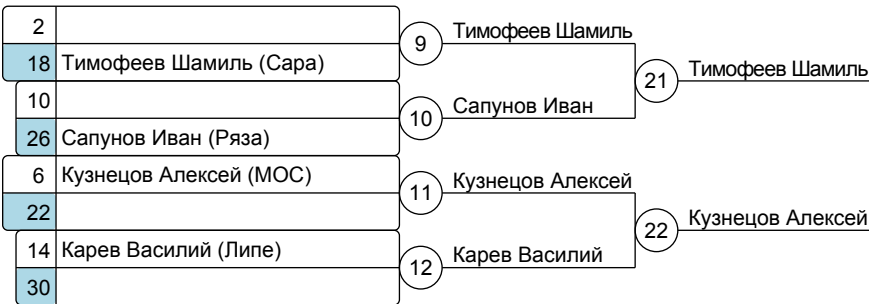 2
18 Тимофеев Шамиль (Сара)
10
26 Сапунов Иван (Ряза)
6 Кузнецов Алексей (МОС)
22
14 Карев Василий (Липе)
30
9 Тимофеев Шамиль
10 Сапунов Иван
11 Кузнецов Алексей
12 Карев Василий
21 Тимофеев Шамиль
22 Кузнецов Алексей